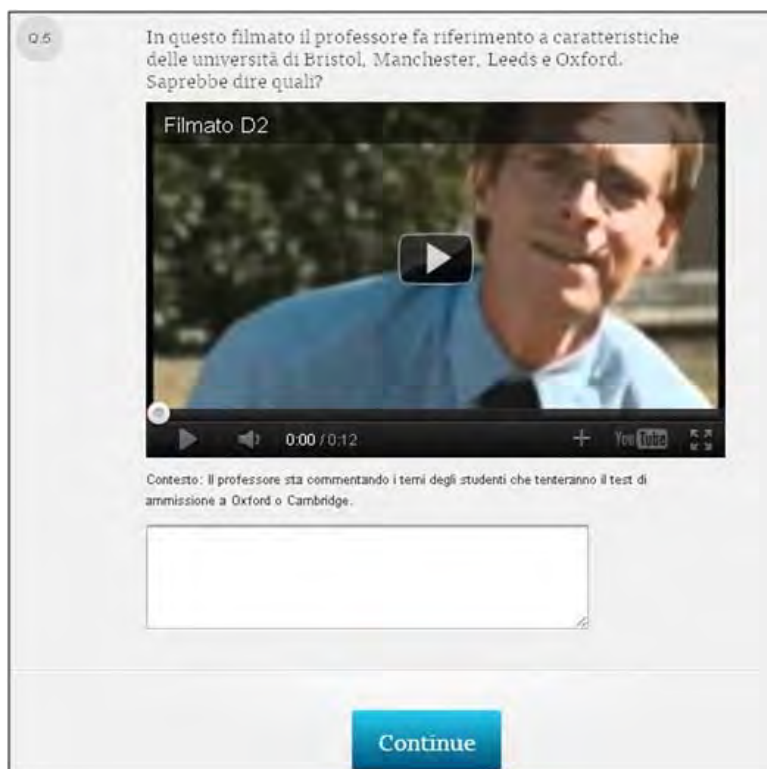 Q.5
In questo filmato il professore fa riferimento a caratteristiche
delle università di Bristol, Manchester, Leeds e Oxford.
Saprebbe dire quali?
Filmato D2
0:00 / 0:12
YouTube
Contesto: Il professore sta commentando i temi degli studenti che tenteranno il test di
ammissione a Oxford o Cambridge.
Continue